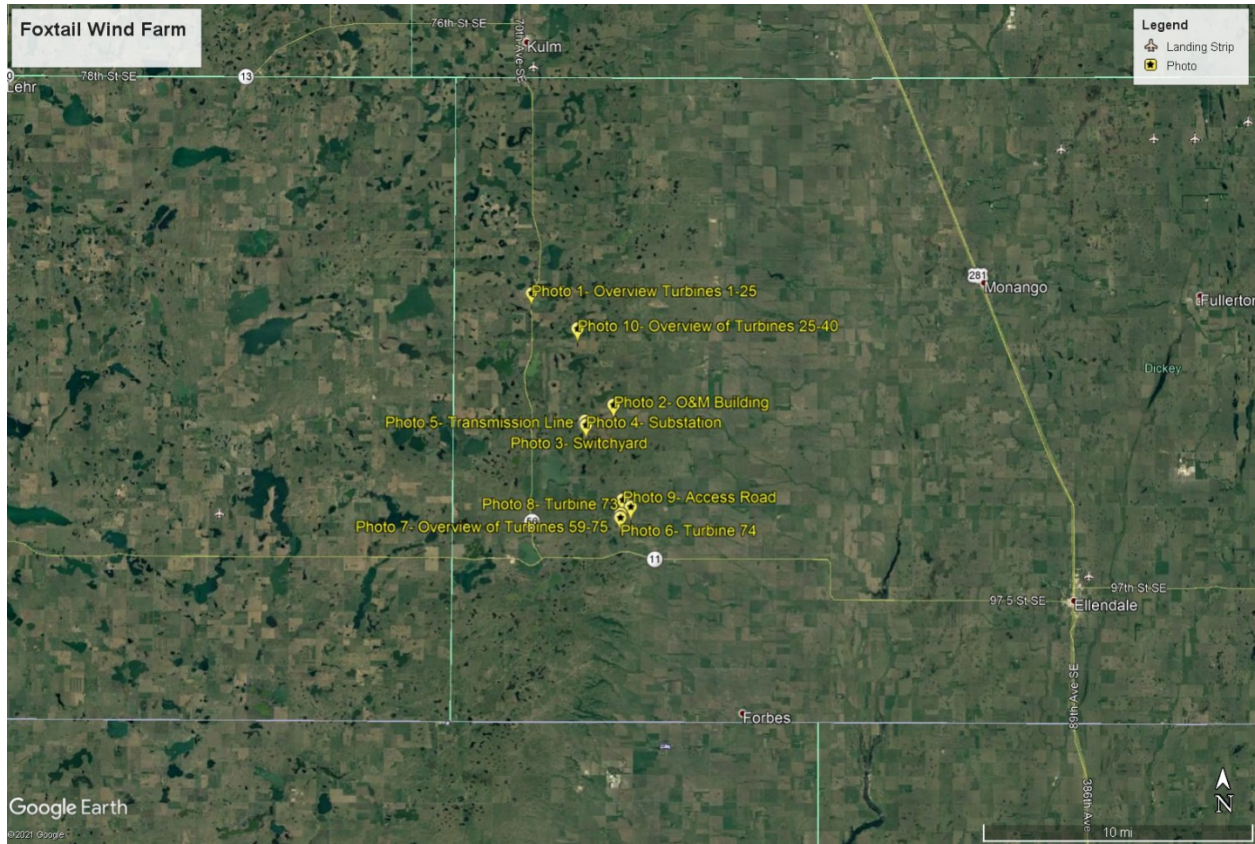 Foxtail Wind Farm
76th St SE
70th Ave SE
Kulm
Legend
Landing Strip
Photo
78th St SE
13
Lehr
281
Monango
Fullerton
Photo 1- Overview Turbines 1-25
Photo 10- Overview of Turbines 25-40
Dickey
Photo 2- O&M Building
Photo 5- Transmission Line
Photo 4- Substation
Photo 3- Switchyard
Photo 9- Access Road
Photo 8- Turbine 73
Photo 7- Overview of Turbines 59-75
Photo 6- Turbine 74
11
97th St SE
97 5 St SE
Ellendale
89th Ave SE
Forbes
386th Ave
N
Google Earth
©2021 Google
10 mi